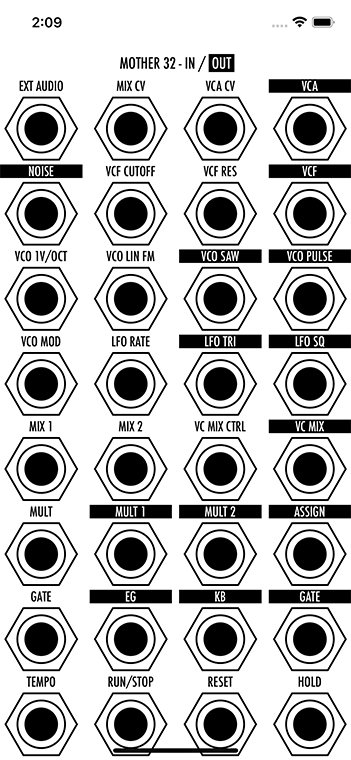 2:09
MOTHER 32 - IN / OUT
EXT AUDIO MIX CV VCA CV VCA
NOISE VCF CUTOFF VCF RES VCF
VCO 1V/OCT VCO LIN FM VCO SAW VCO PULSE
VCO MOD LFO RATE LFO TRI LFO SQ
MIX 1 MIX 2 VC MIX CTRL VC MIX
MULT MULT 1 MULT 2 ASSIGN
GATE EG KB GATE
TEMPO RUN/STOP RESET HOLD